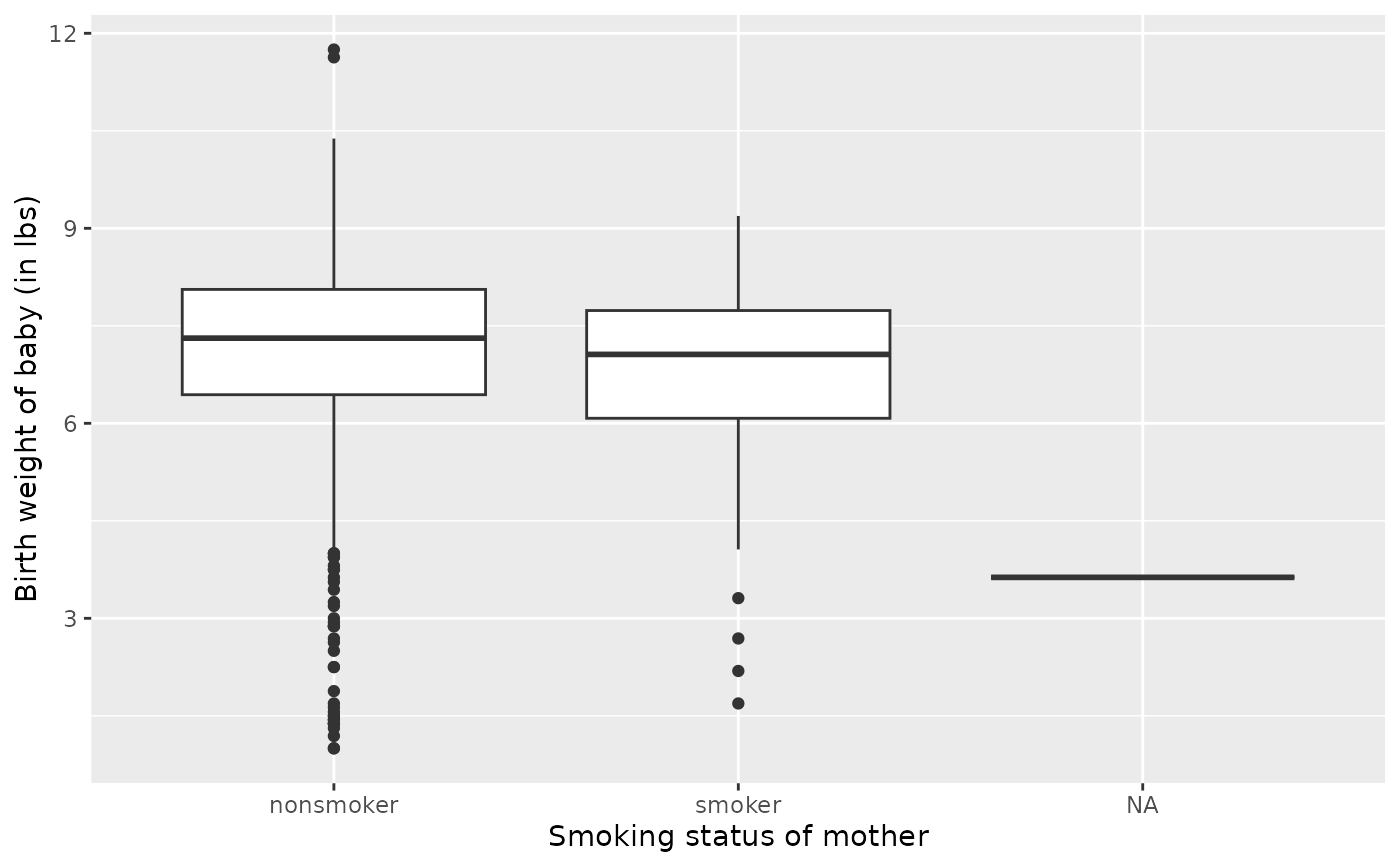 Birth weight of baby (in lbs)
12
9
6
3
nonsmoker
smoker
NA
Smoking status of mother